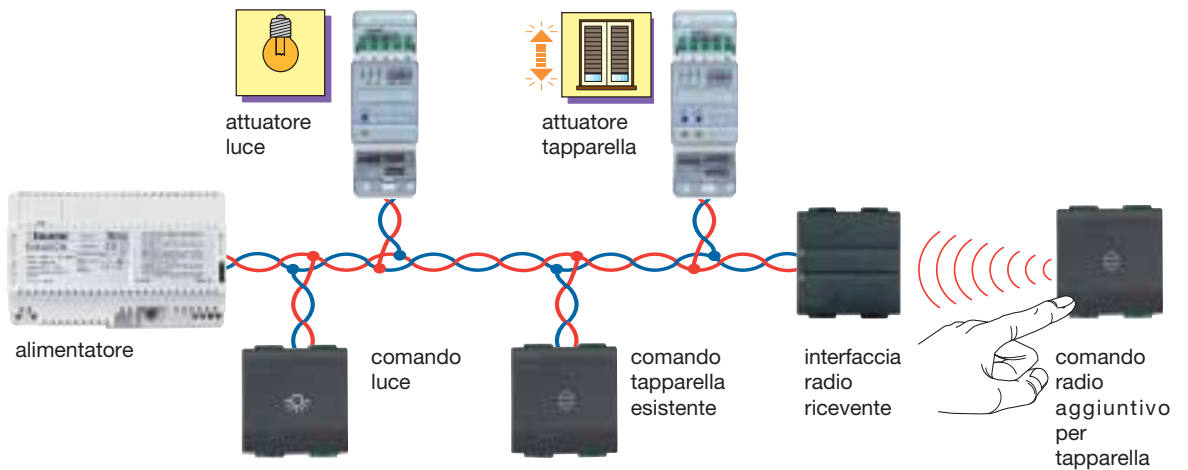 attuatore
luce
attuatore
tapparella
alimentatore
comando
luce
comando
tapparella
esistente
interfaccia
radio
ricevente
comando
radio
aggiuntivo
per
tapparella